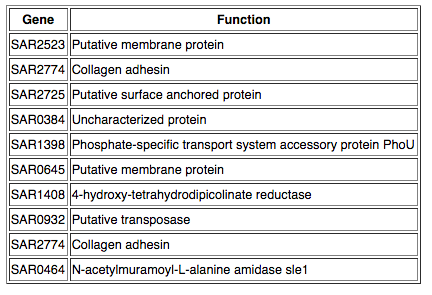 Gene Function
SAR2523 Putative membrane protein
SAR2774 Collagen adhesin
SAR2725 Putative surface anchored protein
SAR0384 Uncharacterized protein
SAR1398 Phosphate-specific transport system accessory protein PhoU
SAR0645 Putative membrane protein
SAR1408 4-hydroxy-tetrahydrodipicolinate reductase
SAR0932 Putative transposase
SAR2774 Collagen adhesin
SAR0464 N-acetylmuramoyl-L-alanine amidase sle1